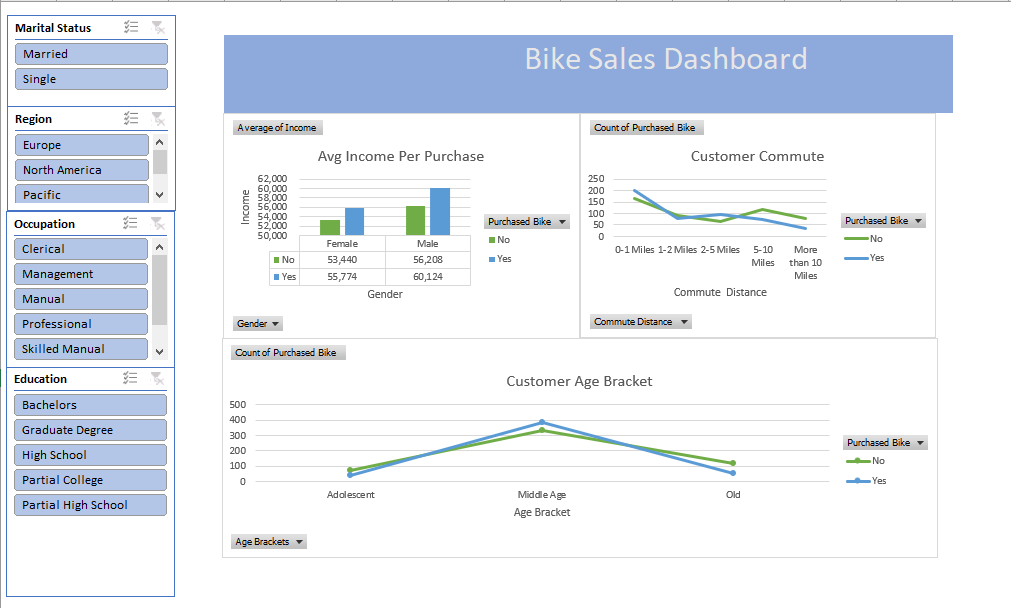 Marital Status
Married
Single
Region
Europe
North America
Pacific
Occupation
Clerical
Management
Manual
Professional
Skilled Manual
Education
Bachelors
Graduate Degree
High School
Partial College
Partial High School
Bike Sales Dashboard
Average of Income
Avg Income Per Purchase
Income
62,000
60,000
58,000
56,000
54,000
52,000
50,000
Female Male
No 53,440 56,208
Yes 55,774 60,124
Gender
Purchased Bike
No
Yes
Gender
Count of Purchased Bike
Customer Commute
250
200
150
100
50
0
0-1 Miles 1-2 Miles 2-5 Miles 5-10 More
Miles than 10
Miles
Commute Distance
Purchased Bike
No
Yes
Commute Distance
Count of Purchased Bike
Customer Age Bracket
500
400
300
200
100
0
Adolescent Middle Age Old
Age Bracket
Purchased Bike
No
Yes
Age Brackets